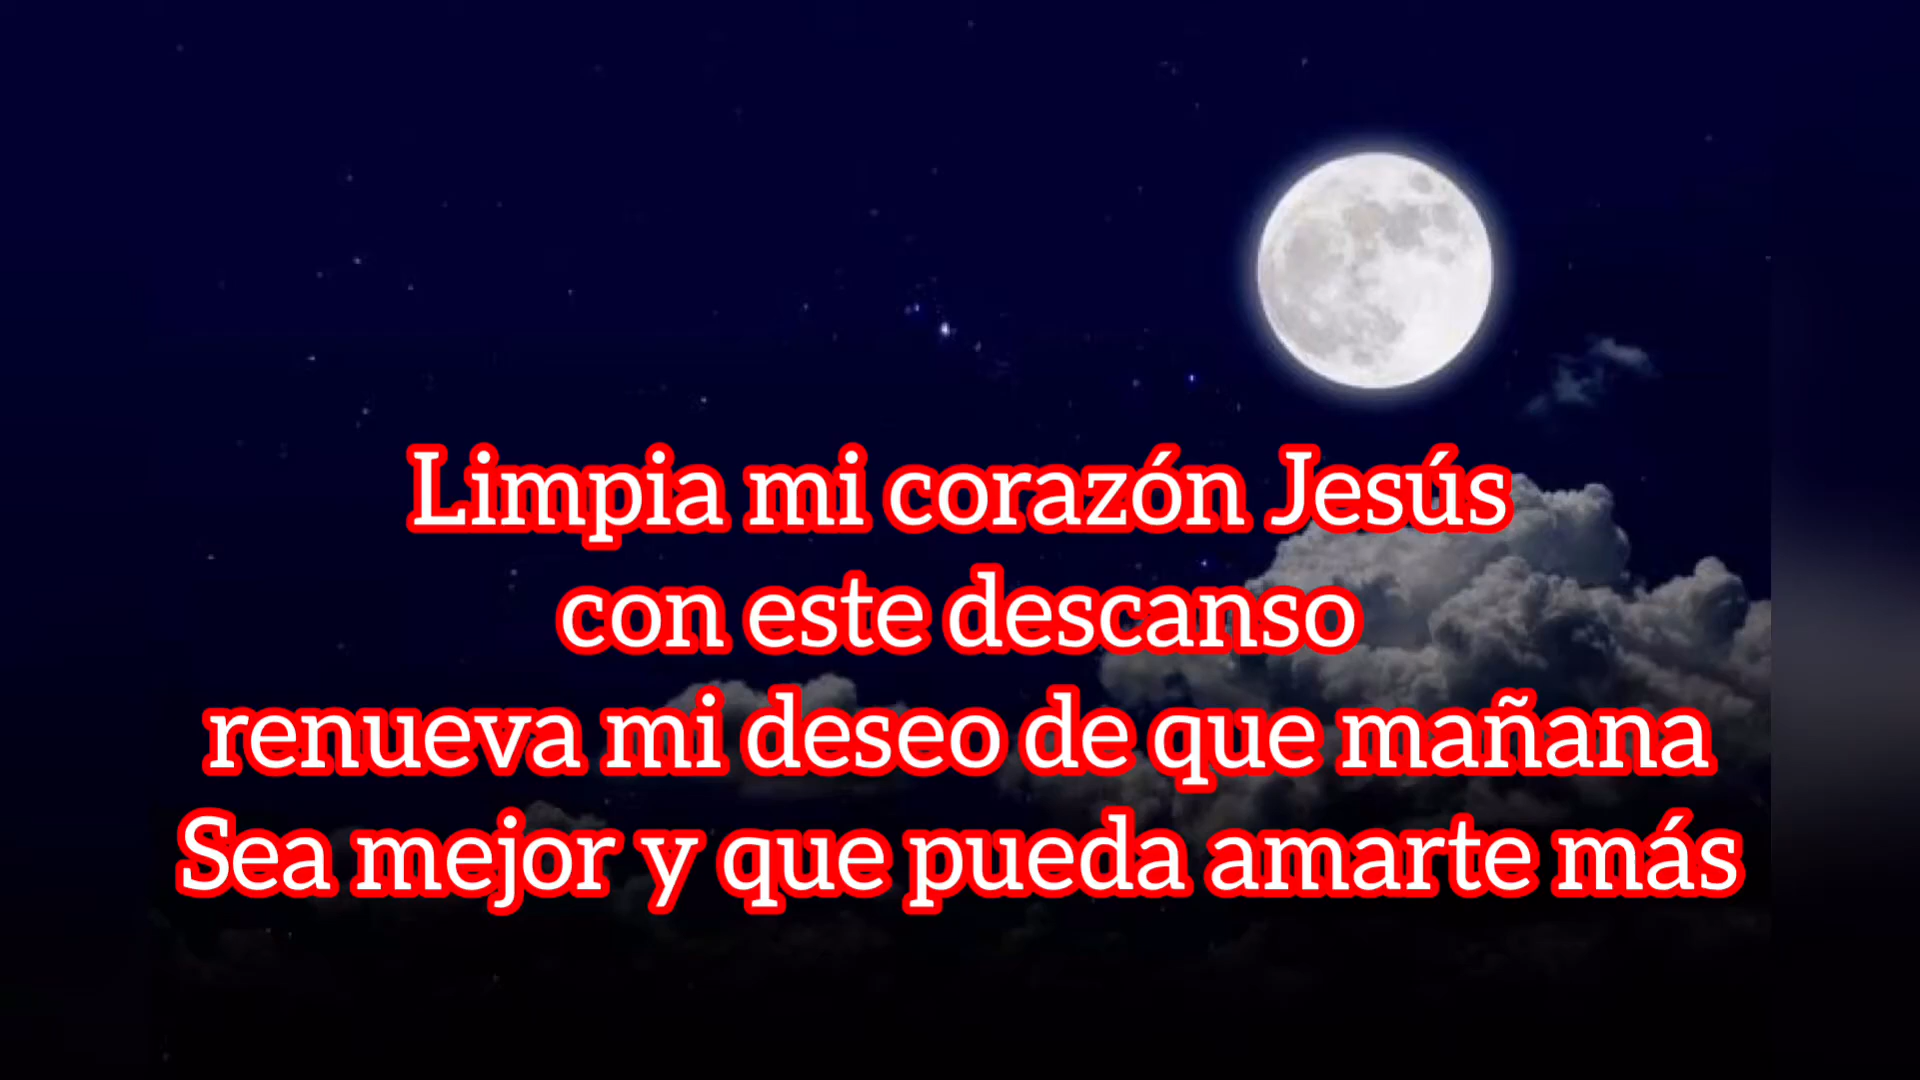 Limpia mi corazón Jesús
con este descanso
renueva mi deseo de que mañana
Sea mejor y que pueda amarte más